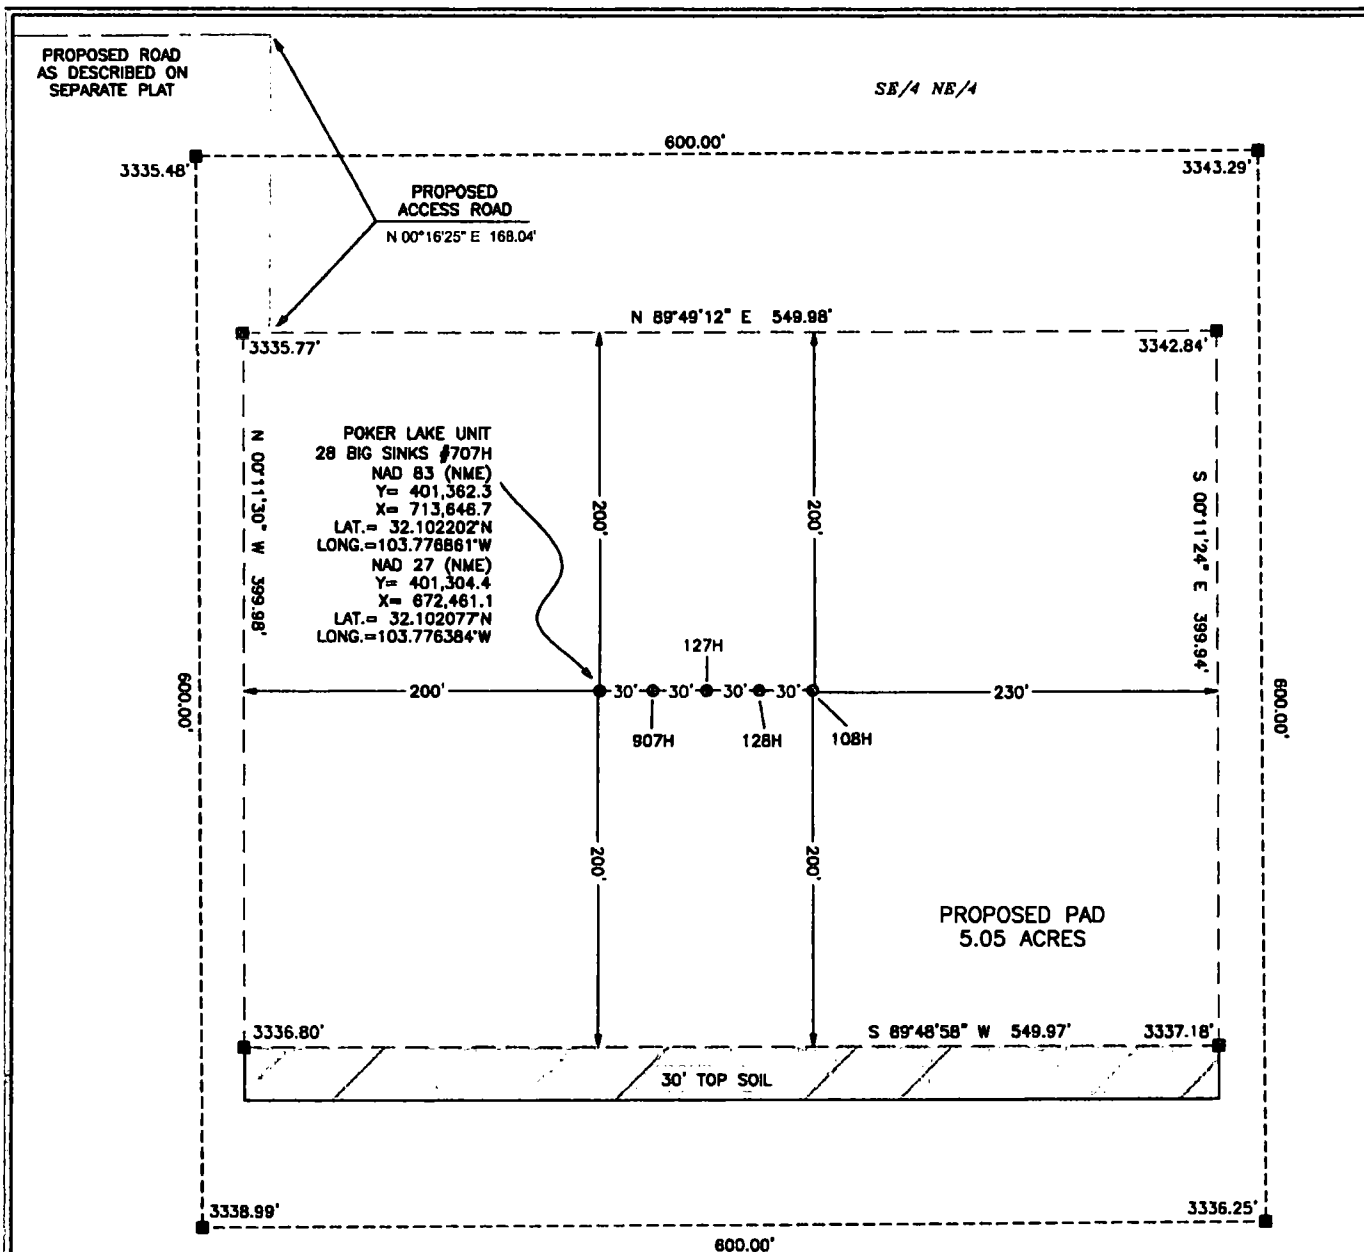 PROPOSED ROAD
AS DESCRIBED ON
SEPARATE PLAT
SE/4 NE/4
600.00'
3335.48'
3343.29'
PROPOSED
ACCESS ROAD
N 00°16'25" E 168.04'
N 89°49'12" E 549.98'
3335.77'
3342.84'
POKER LAKE UNIT
28 BIG SINKS #707H
NAD 83 (NME)
Y= 401,362.3
X= 713,646.7
LAT.= 32.102202°N
LONG.=103.776861°W
NAD 27 (NME)
Y= 401,304.4
X= 672,461.1
LAT.= 32.102077°N
LONG.=103.776384°W
N 00°11'30" W 399.98'
S 00°11'24" E 399.94'
200'
200'
127H
200'
30'
30'
30'
30'
230'
907H
128H
108H
600.00'
600.00'
200'
200'
PROPOSED PAD
5.05 ACRES
3336.80'
S 89°48'58" W 549.97'
3337.18'
30' TOP SOIL
3338.99'
3336.25'
600.00'